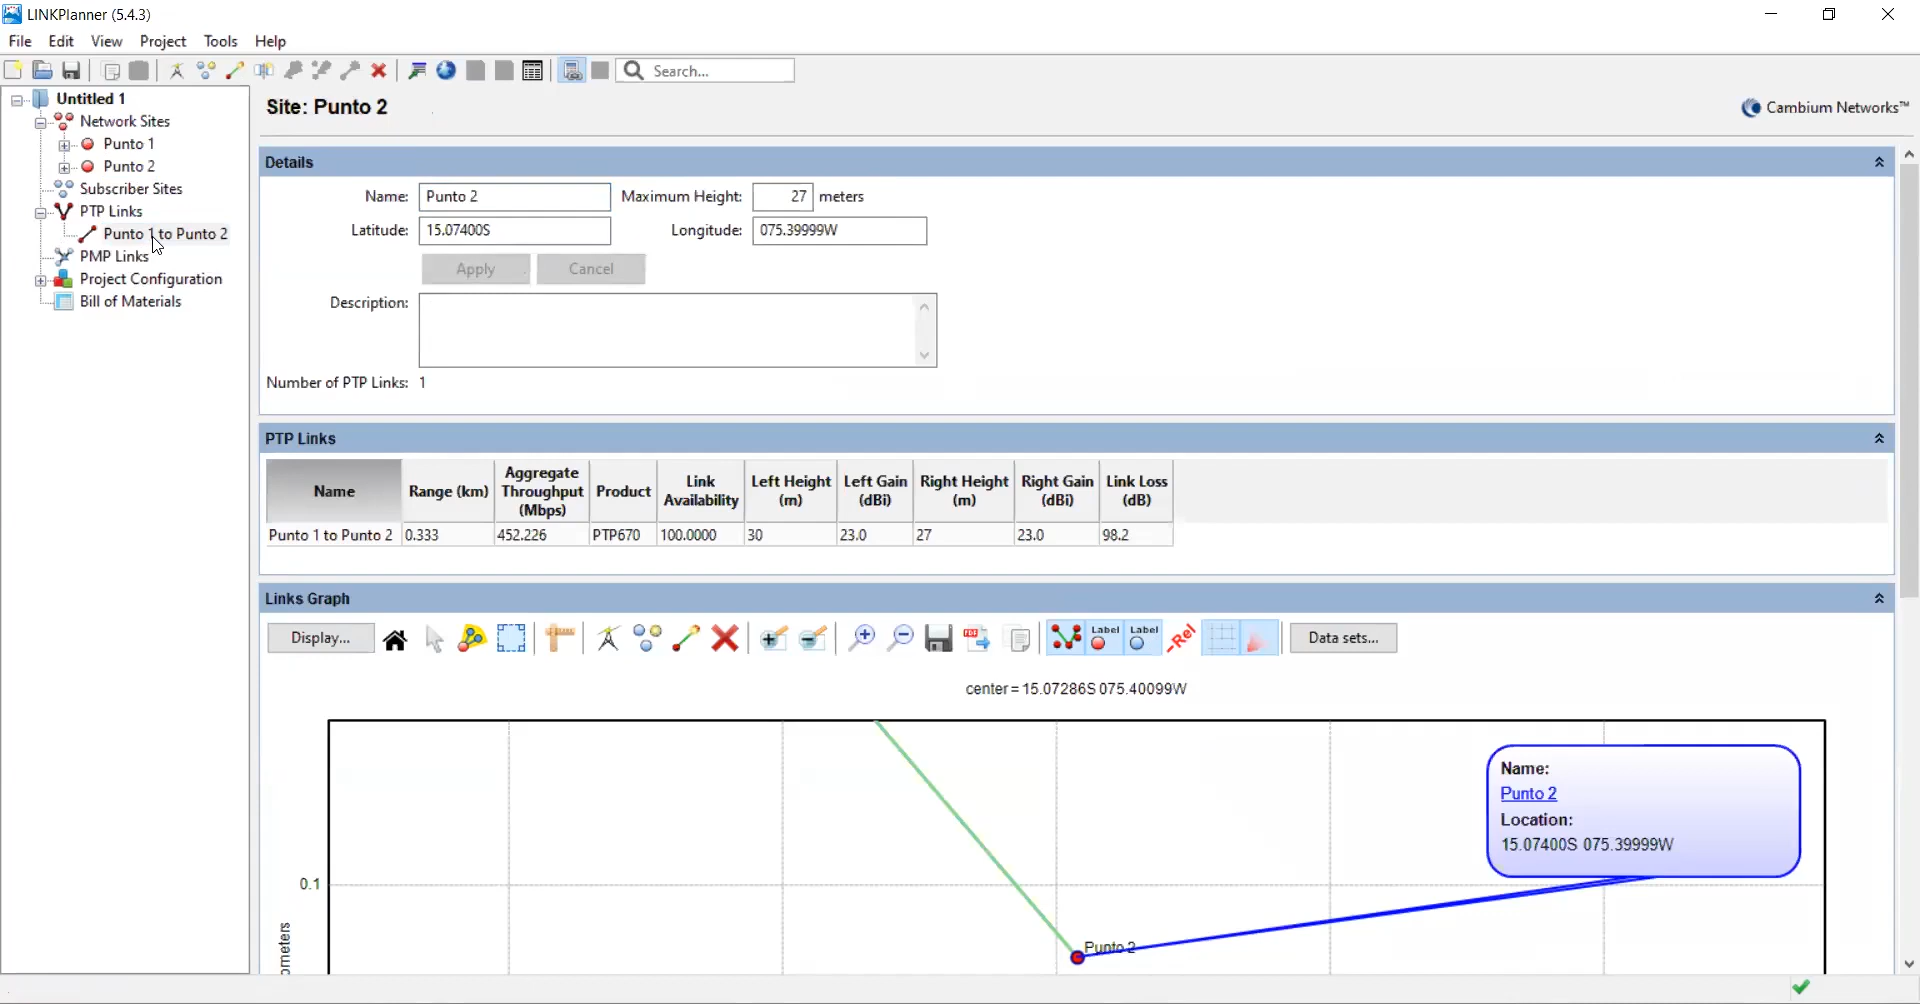 LINKPlanner (5.4.3)
File Edit View Project Tools Help
Search...
Untitled 1
Network Sites
Punto 1
Punto 2
Subscriber Sites
PTP Links
Punto 1 to Punto 2
PMP Links
Project Configuration
Bill of Materials
Site: Punto 2
Cambium Networks™
Details
Name: Punto 2 Maximum Height: 27 meters
Latitude: 15.07400S Longitude: 075.39999W
Apply Cancel
Description:
Number of PTP Links: 1
PTP Links
Name Range (km) Aggregate Throughput (Mbps) Product Link Availability Left Height (m) Left Gain (dBi) Right Height (m) Right Gain (dBi) Link Loss (dB)
Punto 1 to Punto 2 0.333 452.226 PTP670 100.0000 30 23.0 27 23.0 98.2
Links Graph
Display... PDF Label Label -Rel Data sets...
center = 15.07286S 075.40099W
Name:
Punto 2
Location:
15.07400S 075.39999W
0.1
Punto 2